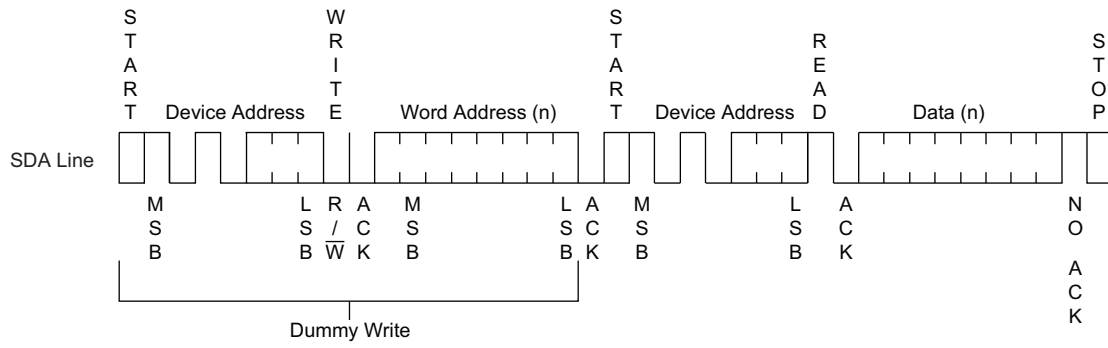 START
WRITE
START
READ
STOP
Device Address
Word Address (n)
Device Address
Data (n)
SDA Line
MSB
LSB
R/W̅
ACK
MSB
LSB
ACK
MSB
LSB
ACK
NO ACK
Dummy Write